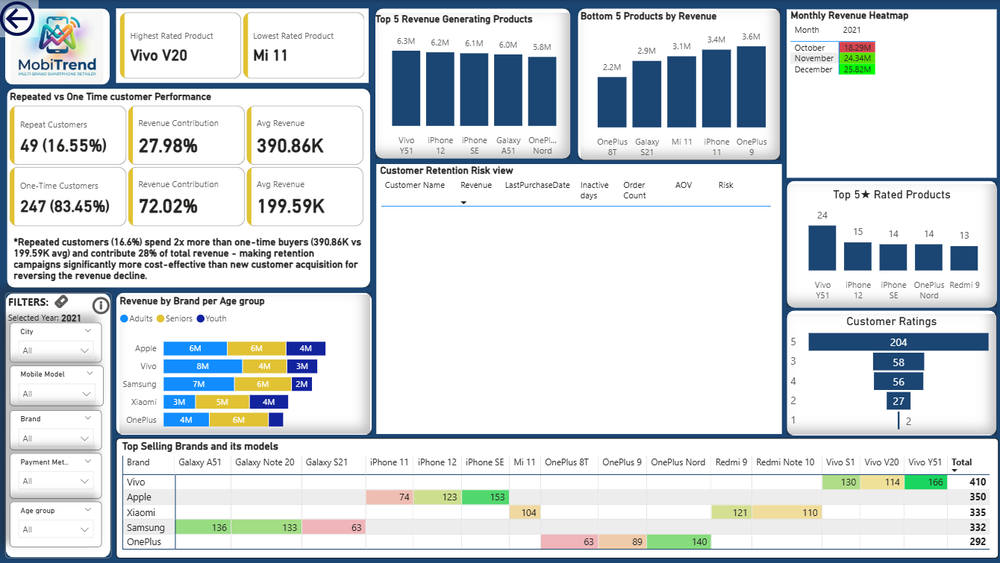 MobiTrend
MULTI-BRAND SMARTPHONE RETAILER
Highest Rated Product
Vivo V20
Lowest Rated Product
Mi 11
Repeated vs One Time customer Performance
Repeat Customers
49 (16.55%)
Revenue Contribution
27.98%
Avg Revenue
390.86K
One-Time Customers
247 (83.45%)
Revenue Contribution
72.02%
Avg Revenue
199.59K
*Repeated customers (16.6%) spend 2x more than one-time buyers (390.86K vs
199.59K avg) and contribute 28% of total revenue - making retention
campaigns significantly more cost-effective than new customer acquisition for
reversing the revenue decline.
Top 5 Revenue Generating Products
6.3M 6.2M 6.1M 6.0M 5.8M
Vivo iPhone iPhone Galaxy OnePl...
Y51 12 SE A51 Nord
Bottom 5 Products by Revenue
2.2M 2.9M 3.1M 3.4M 3.6M
OnePlus Galaxy Mi 11 iPhone OnePlus
8T S21 11 9
Monthly Revenue Heatmap
Month 2021
October 18.29M
November 24.34M
December 25.82M
Customer Retention Risk view
Customer Name Revenue LastPurchaseDate Inactive Order AOV Risk
days Count
Top 5★ Rated Products
24 15 14 14 13
Vivo iPhone iPhone OnePlus Redmi 9
Y51 12 SE Nord
Customer Ratings
5 204
3 58
4 56
2 27
1 2
FILTERS:
Selected Year: 2021
City
All
Mobile Model
All
Brand
All
Payment Met...
All
Age group
All
Revenue by Brand per Age group
Adults Seniors Youth
Apple 6M 6M 4M
Vivo 8M 4M 3M
Samsung 7M 6M 2M
Xiaomi 3M 5M 4M
OnePlus 4M 6M
Top Selling Brands and its models
Brand Galaxy A51 Galaxy Note 20 Galaxy S21 iPhone 11 iPhone 12 iPhone SE Mi 11 OnePlus 8T OnePlus 9 OnePlus Nord Redmi 9 Redmi Note 10 Vivo S1 Vivo V20 Vivo Y51 Total
Vivo 130 114 166 410
Apple 74 123 153 350
Xiaomi 104 121 110 335
Samsung 136 133 63 332
OnePlus 63 89 140 292